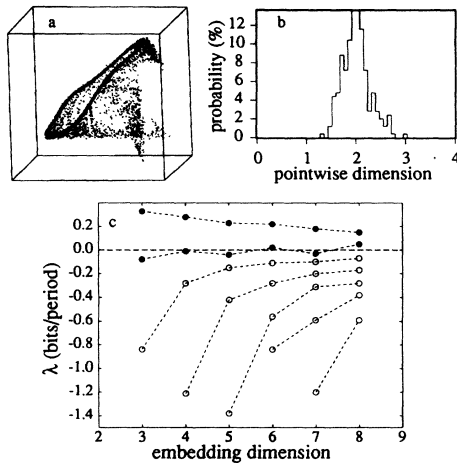 a
b
probability (%)
12
10
8
6
4
2
0
0 1 2 3 4
pointwise dimension
c
λ (bits/period)
0.2
0.0
-0.2
-0.4
-0.6
-0.8
-1.0
-1.2
-1.4
2 3 4 5 6 7 8 9
embedding dimension